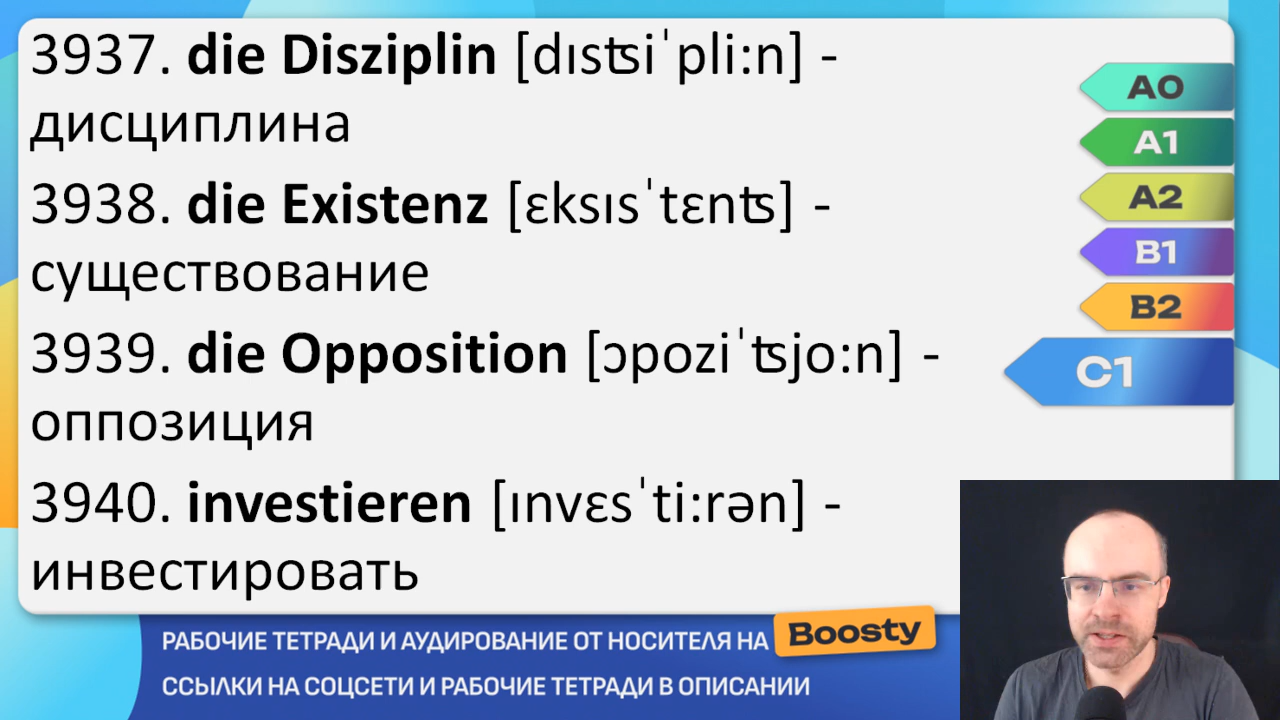 3937. die Disziplin [dɪsʦiˈpliːn] -
дисциплина
3938. die Existenz [ɛksɪsˈtɛnʦ] -
существование
3939. die Opposition [ɔpoziˈʦjoːn] -
оппозиция
3940. investieren [ɪnvɛsˈtiːrən] -
инвестировать
A0
A1
A2
B1
B2
C1
РАБОЧИЕ ТЕТРАДИ И АУДИРОВАНИЕ ОТ НОСИТЕЛЯ НА Boosty
ССЫЛКИ НА СОЦСЕТИ И РАБОЧИЕ ТЕТРАДИ В ОПИСАНИИ